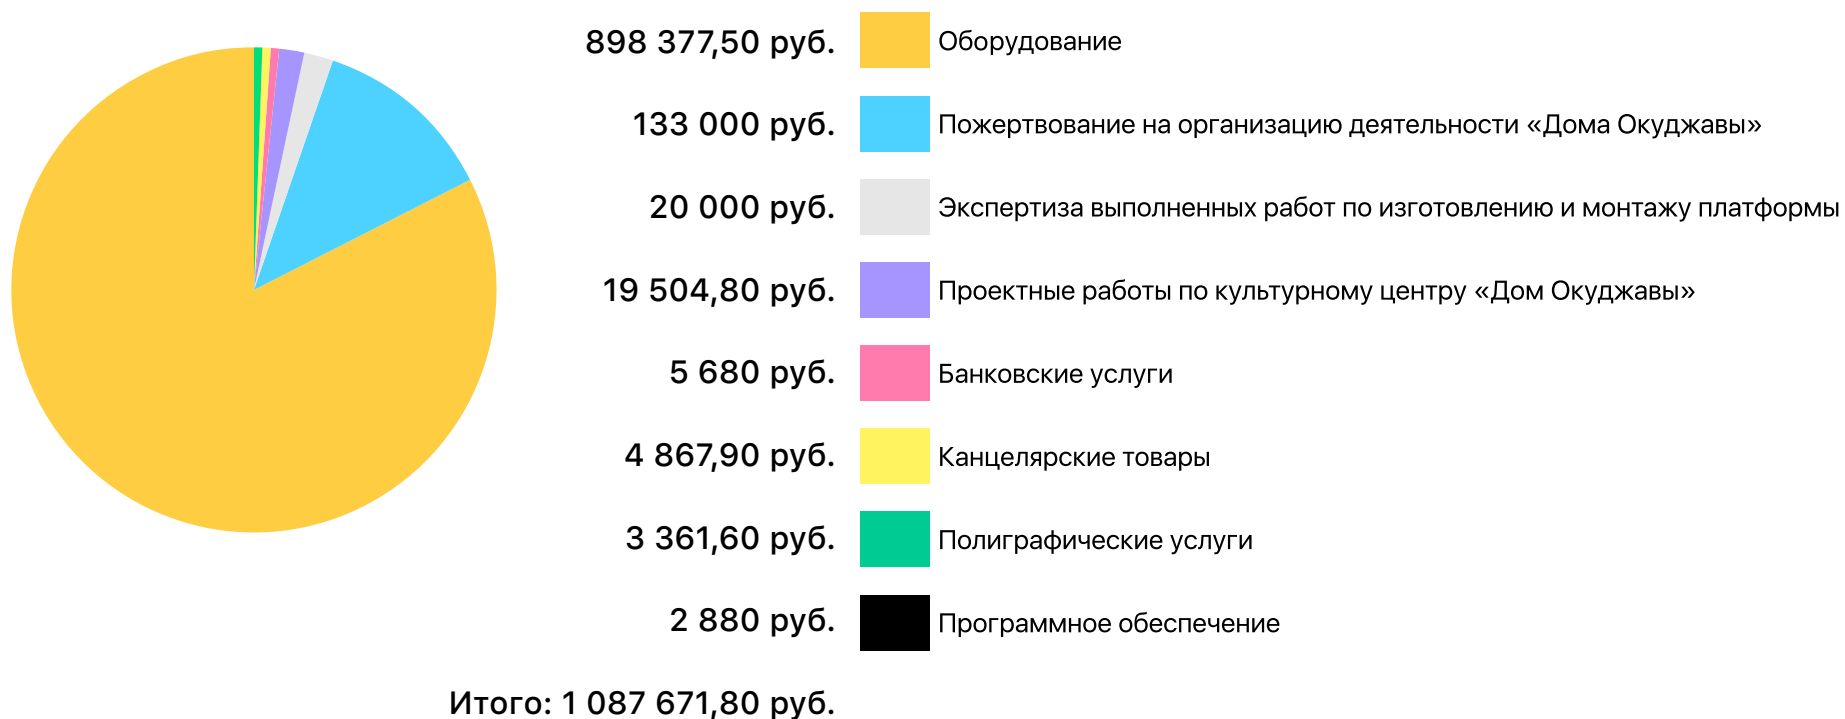 898 377,50 руб. Оборудование
133 000 руб. Пожертвование на организацию деятельности «Дома Окуджавы»
20 000 руб. Экспертиза выполненных работ по изготовлению и монтажу платформы
19 504,80 руб. Проектные работы по культурному центру «Дом Окуджавы»
5 680 руб. Банковские услуги
4 867,90 руб. Канцелярские товары
3 361,60 руб. Полиграфические услуги
2 880 руб. Программное обеспечение
Итого: 1 087 671,80 руб.